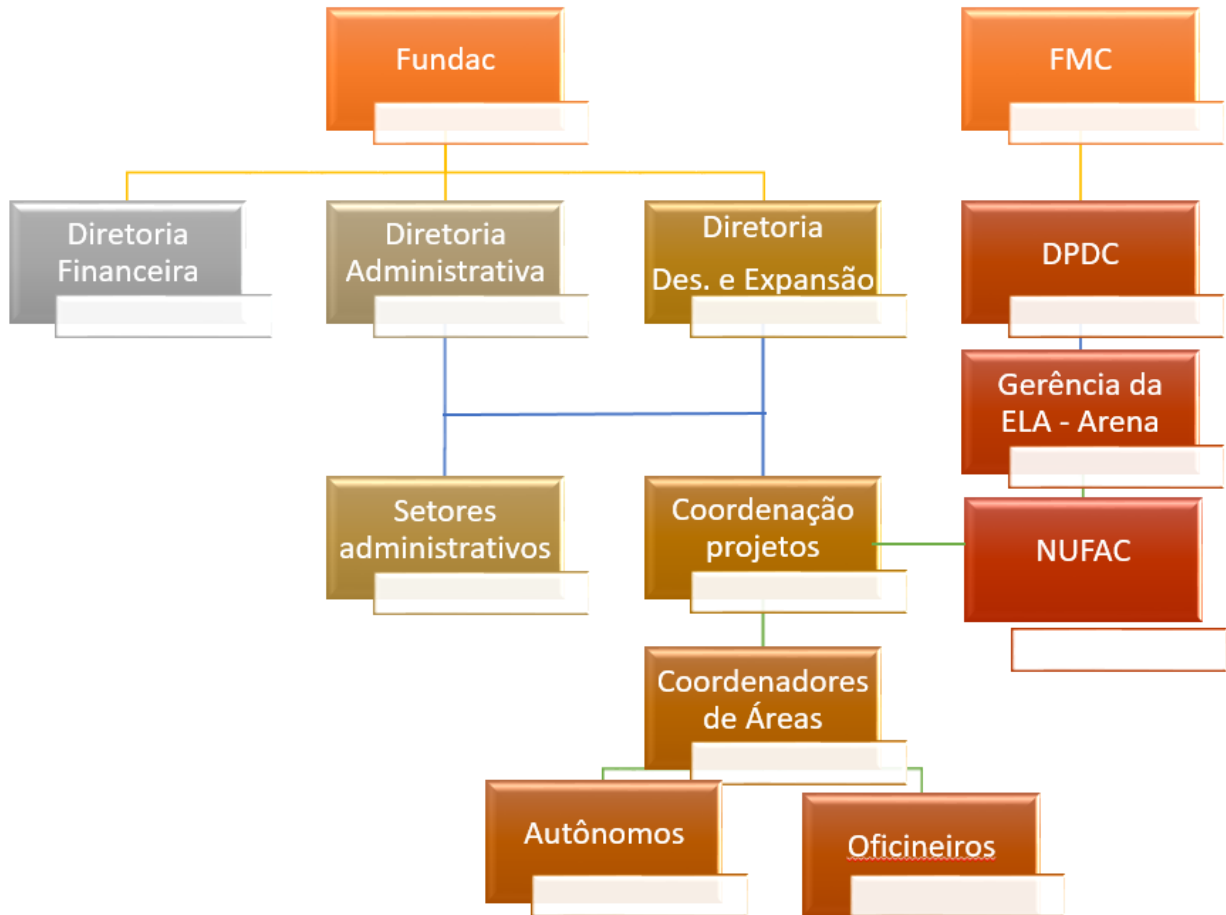 Fundac
FMC
Diretoria
Financeira
Diretoria
Administrativa
Diretoria
Des. e Expansão
DPDC
Gerência da
ELA - Arena
Setores
administrativos
Coordenação
projetos
NUFAC
Coordenadores
de Áreas
Autônomos
Oficineiros